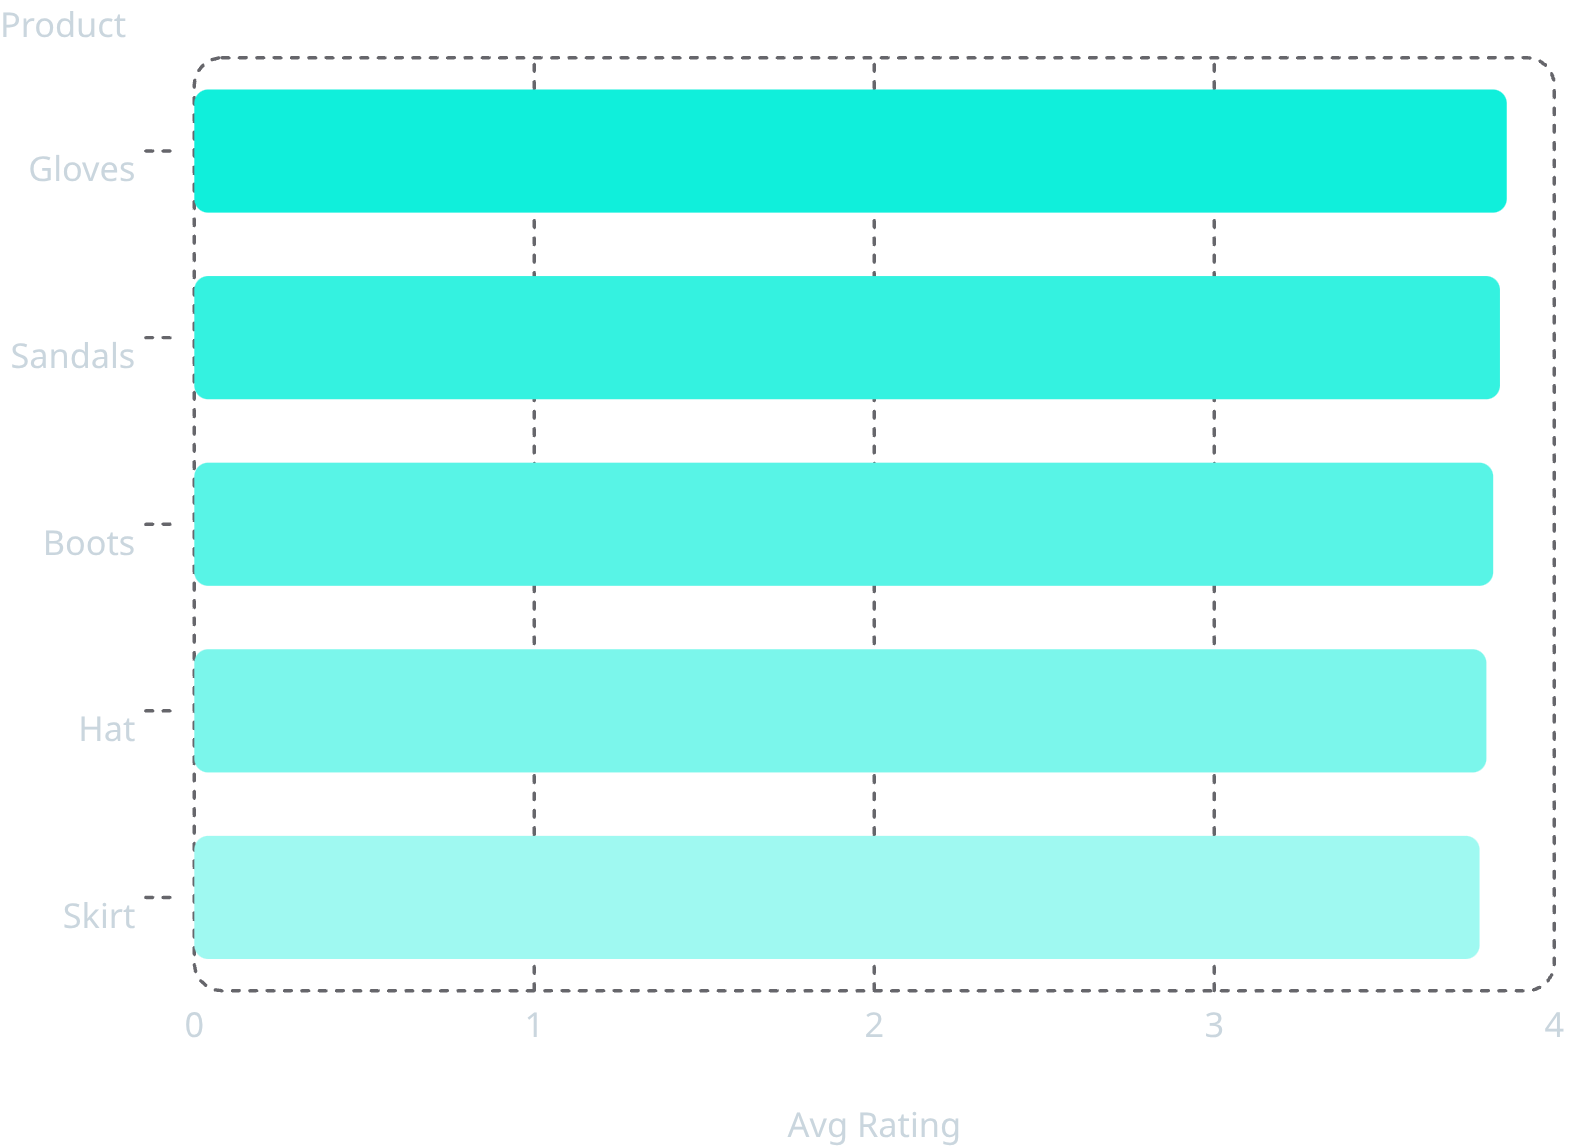 Product
Gloves
Sandals
Boots
Hat
Skirt
0 1 2 3 4
Avg Rating